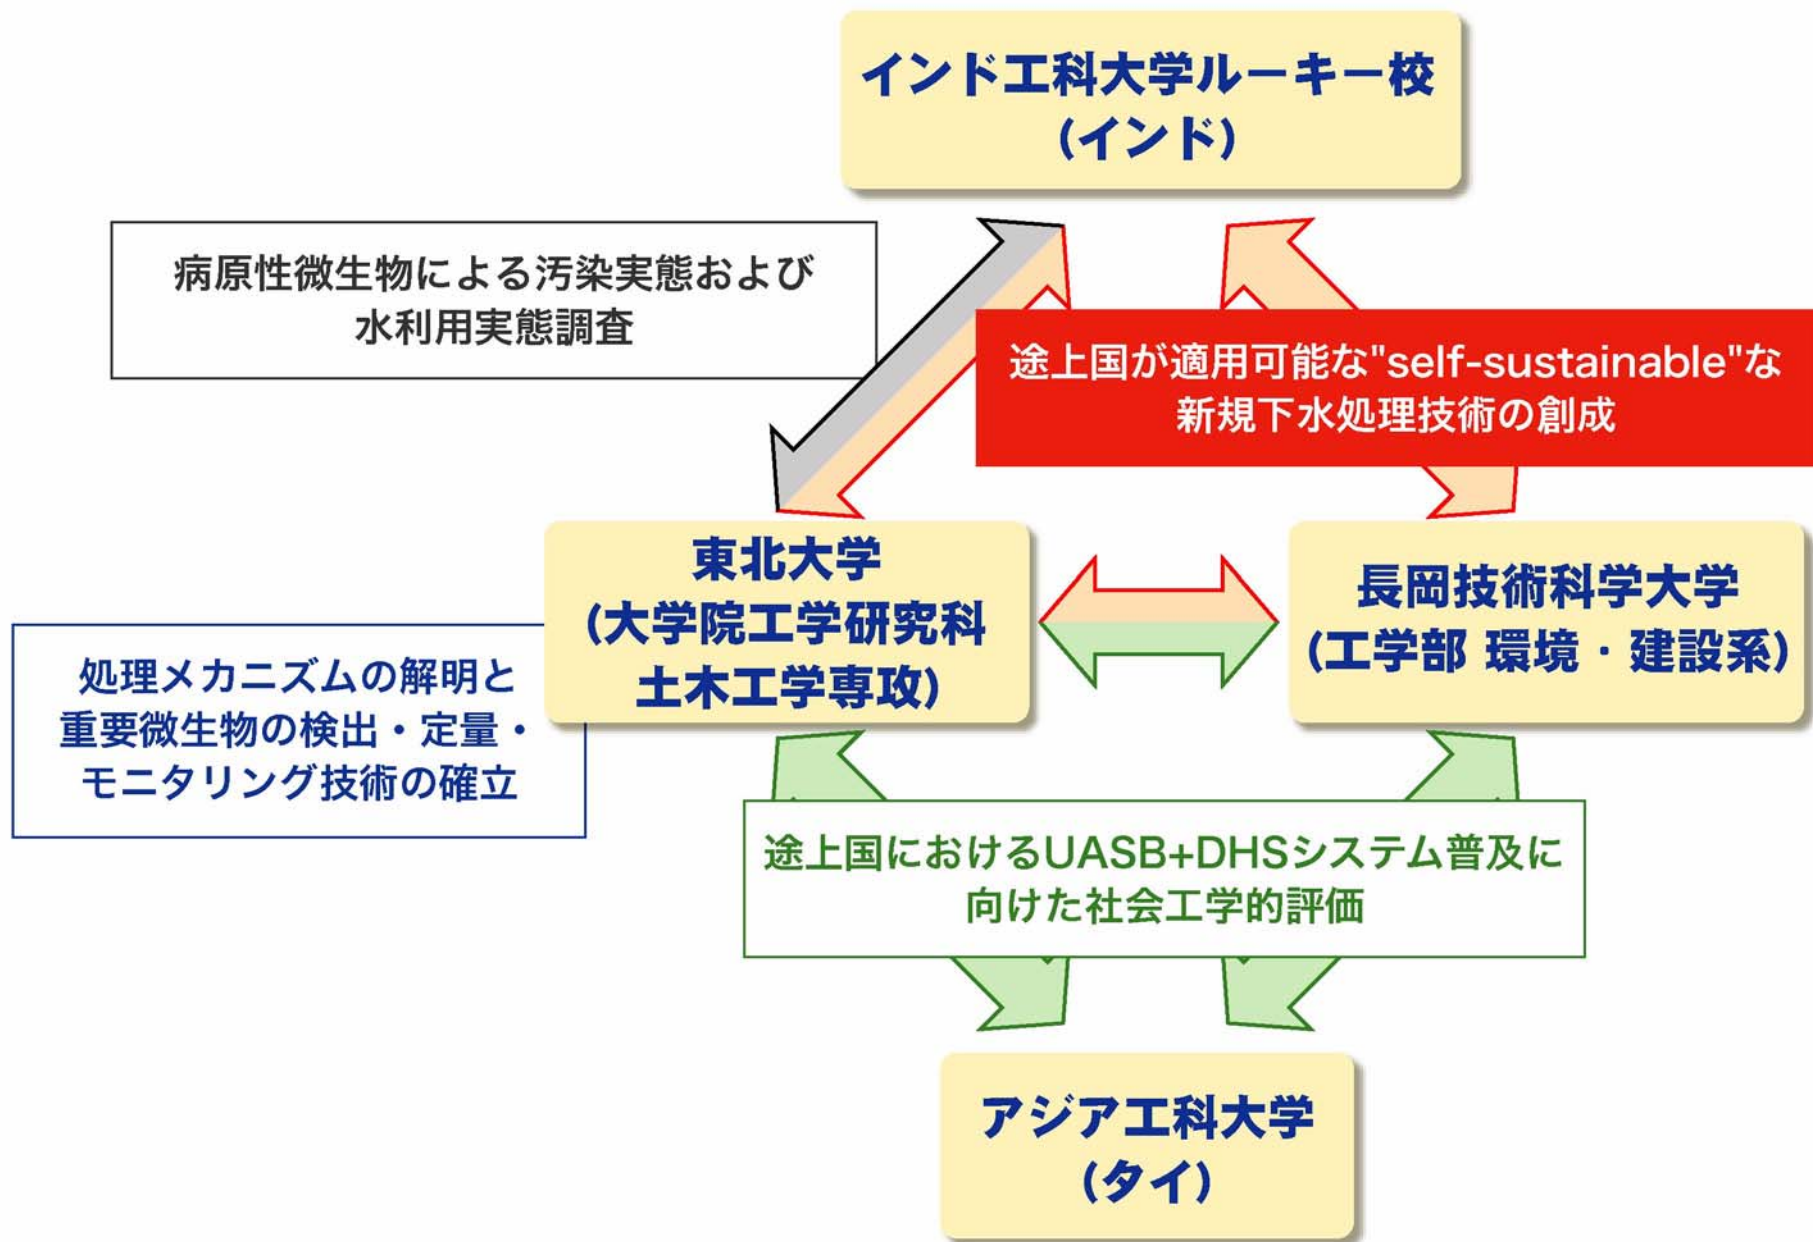 インド工科大学ルーキー校
(インド)
病原性微生物による汚染実態および
水利用実態調査
途上国が適用可能な"self-sustainable"な
新規下水処理技術の創成
東北大学
(大学院工学研究科
土木工学専攻)
長岡技術科学大学
(工学部 環境・建設系)
処理メカニズムの解明と
重要微生物の検出・定量・
モニタリング技術の確立
途上国におけるUASB+DHSシステム普及に
向けた社会工学的評価
アジア工科大学
(タイ)